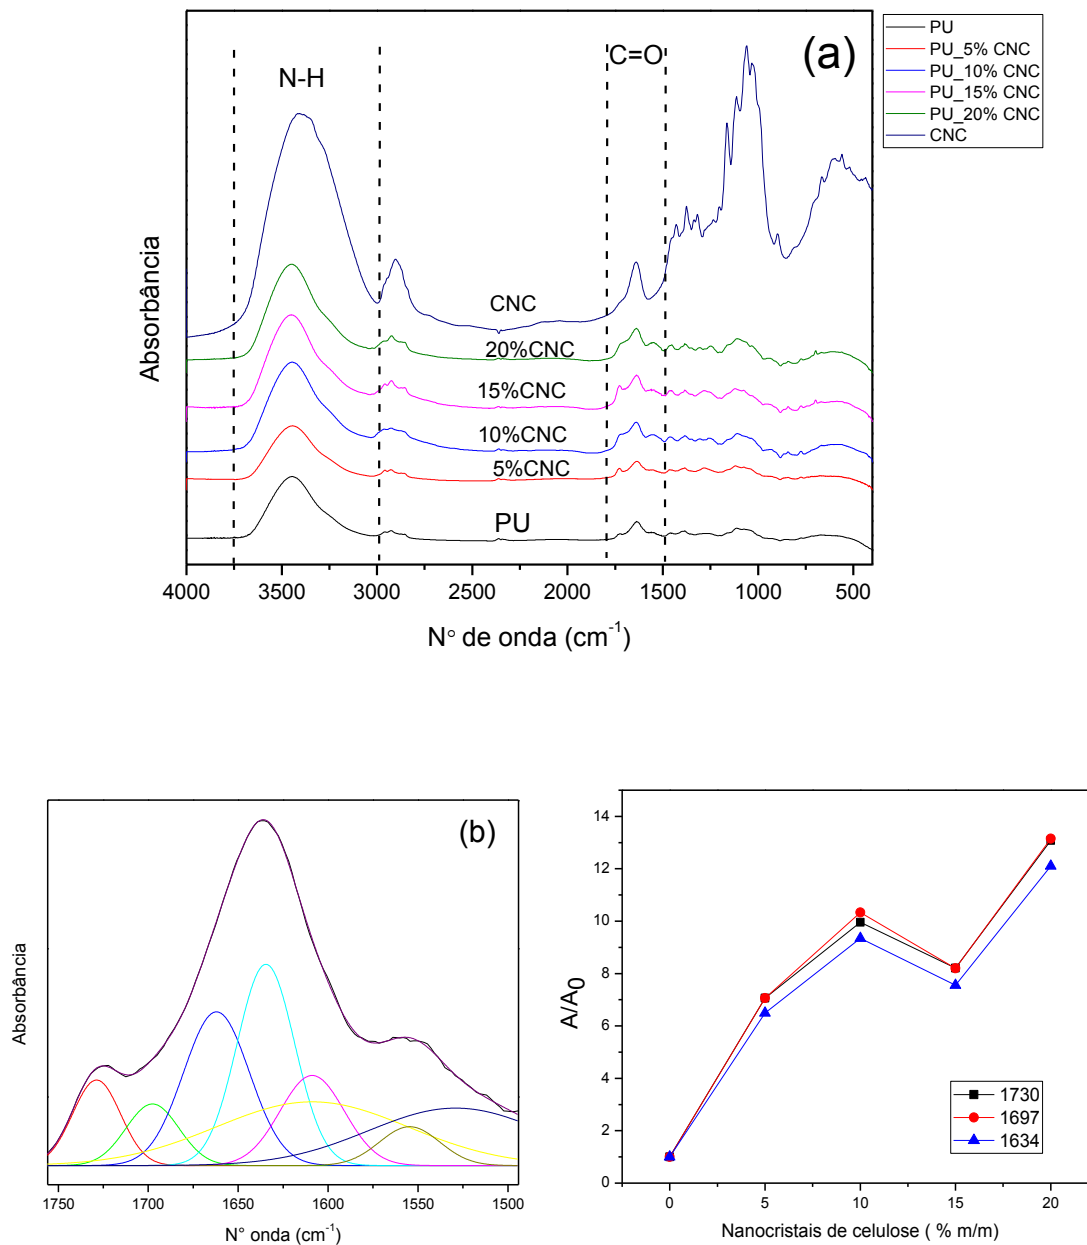 (a)
PU
PU_5% CNC
PU_10% CNC
PU_15% CNC
PU_20% CNC
CNC
N-H
C=O
CNC
20%CNC
15%CNC
10%CNC
5%CNC
PU
Absorbância
4000 3500 3000 2500 2000 1500 1000 500
N° de onda (cm-1)
(b)
Absorbância
1750 1700 1650 1600 1550 1500
N° onda (cm-1)
14
12
10
8
6
4
2
0
A/A0
1730
1697
1634
0 5 10 15 20
Nanocristais de celulose ( % m/m)